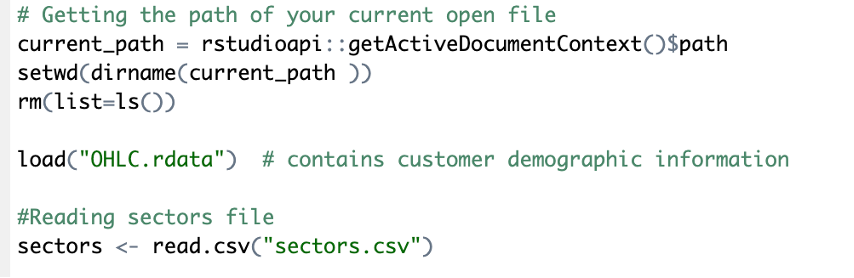 # Getting the path of your current open file
current_path = rstudioapi::getActiveDocumentContext()$path
setwd(dirname(current_path ))
rm(list=ls())
load("OHLC.rdata")  # contains customer demographic information
#Reading sectors file
sectors <- read.csv("sectors.csv")